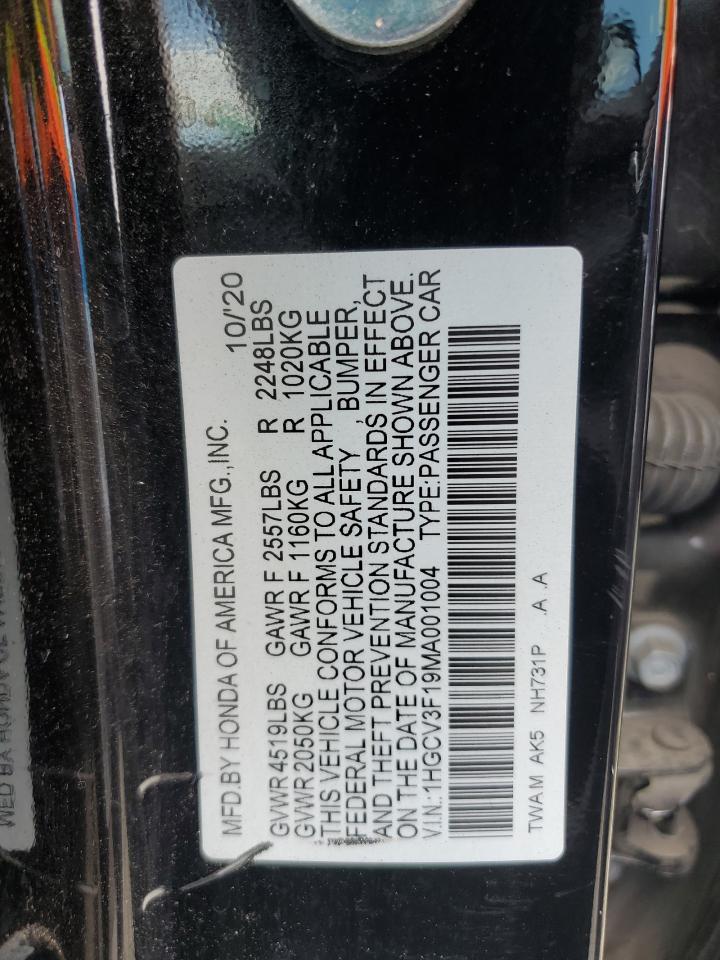 MFD.BY HONDA OF AMERICA MFG.,INC. 10/'20
GVWR 4519LBS GAWR F 2557LBS R 2248LBS
GVWR 2050KG GAWR F 1160KG R 1020KG
THIS VEHICLE CONFORMS TO ALL APPLICABLE
FEDERAL MOTOR VEHICLE SAFETY , BUMPER,
AND THEFT PREVENTION STANDARDS IN EFFECT
ON THE DATE OF MANUFACTURE SHOWN ABOVE.
V.I.N.:1HGCV3F19MA001004 TYPE:PASSENGER CAR
TWAM AK5 NH731P .A .A